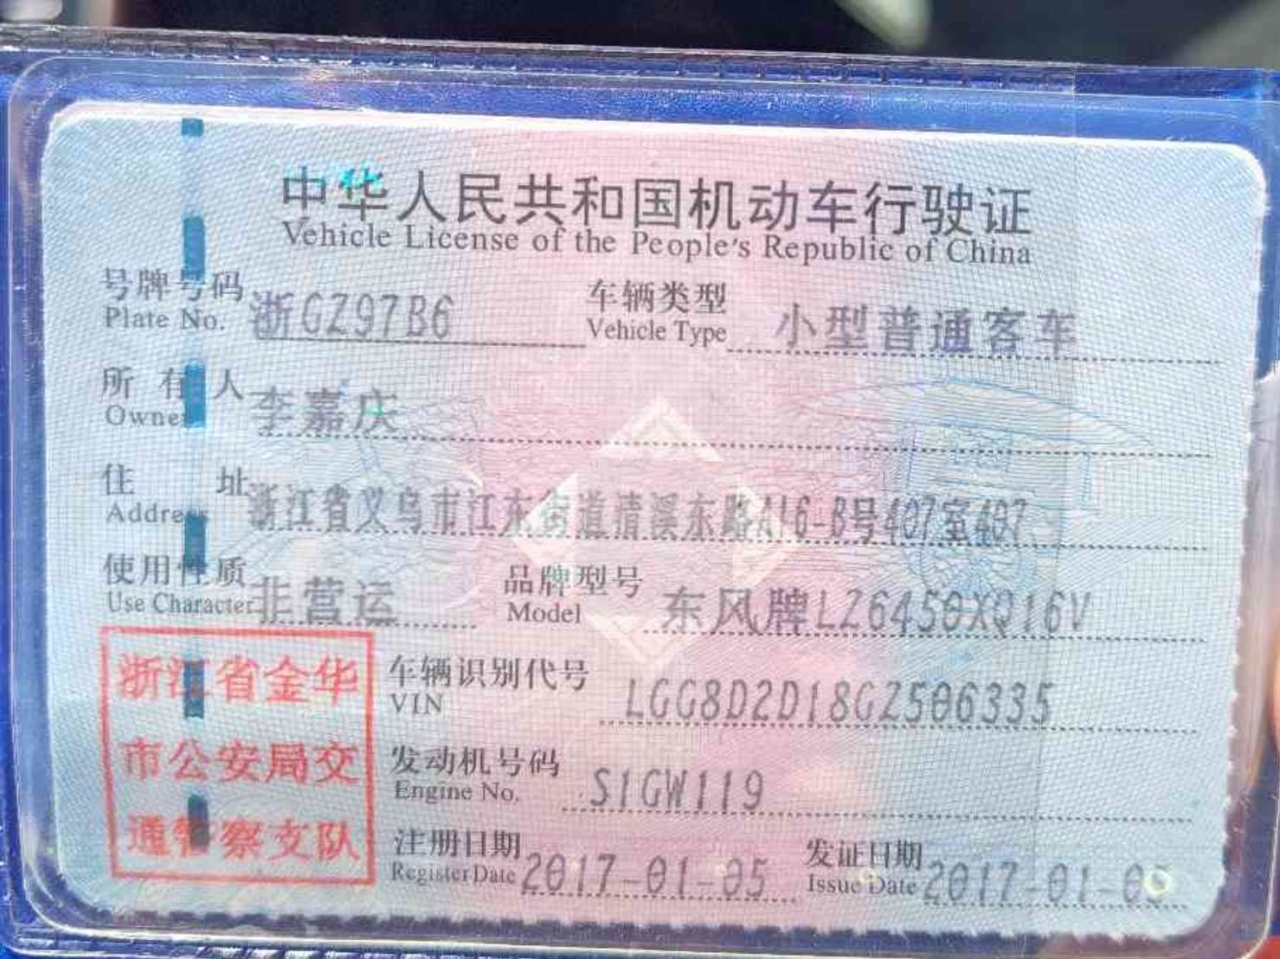 中华人民共和国机动车行驶证
Vehicle License of the People's Republic of China
号牌号码 浙GZ97B6 车辆类型 小型普通客车
Plate No. Vehicle Type
所有人 李嘉庆
Owner
住址 浙江省义乌市江东街道清溪东路A16-B号407室407
Address
使用性质 非营运 品牌型号 东风牌LZ6450XQ16V
Use Character Model
浙江省金华
市公安局交
通警察支队
车辆识别代号 LGG8D2D18GZ506335
VIN
发动机号码 S1GW119
Engine No.
注册日期 2017-01-05 发证日期 2017-01-05
Register Date Issue Date